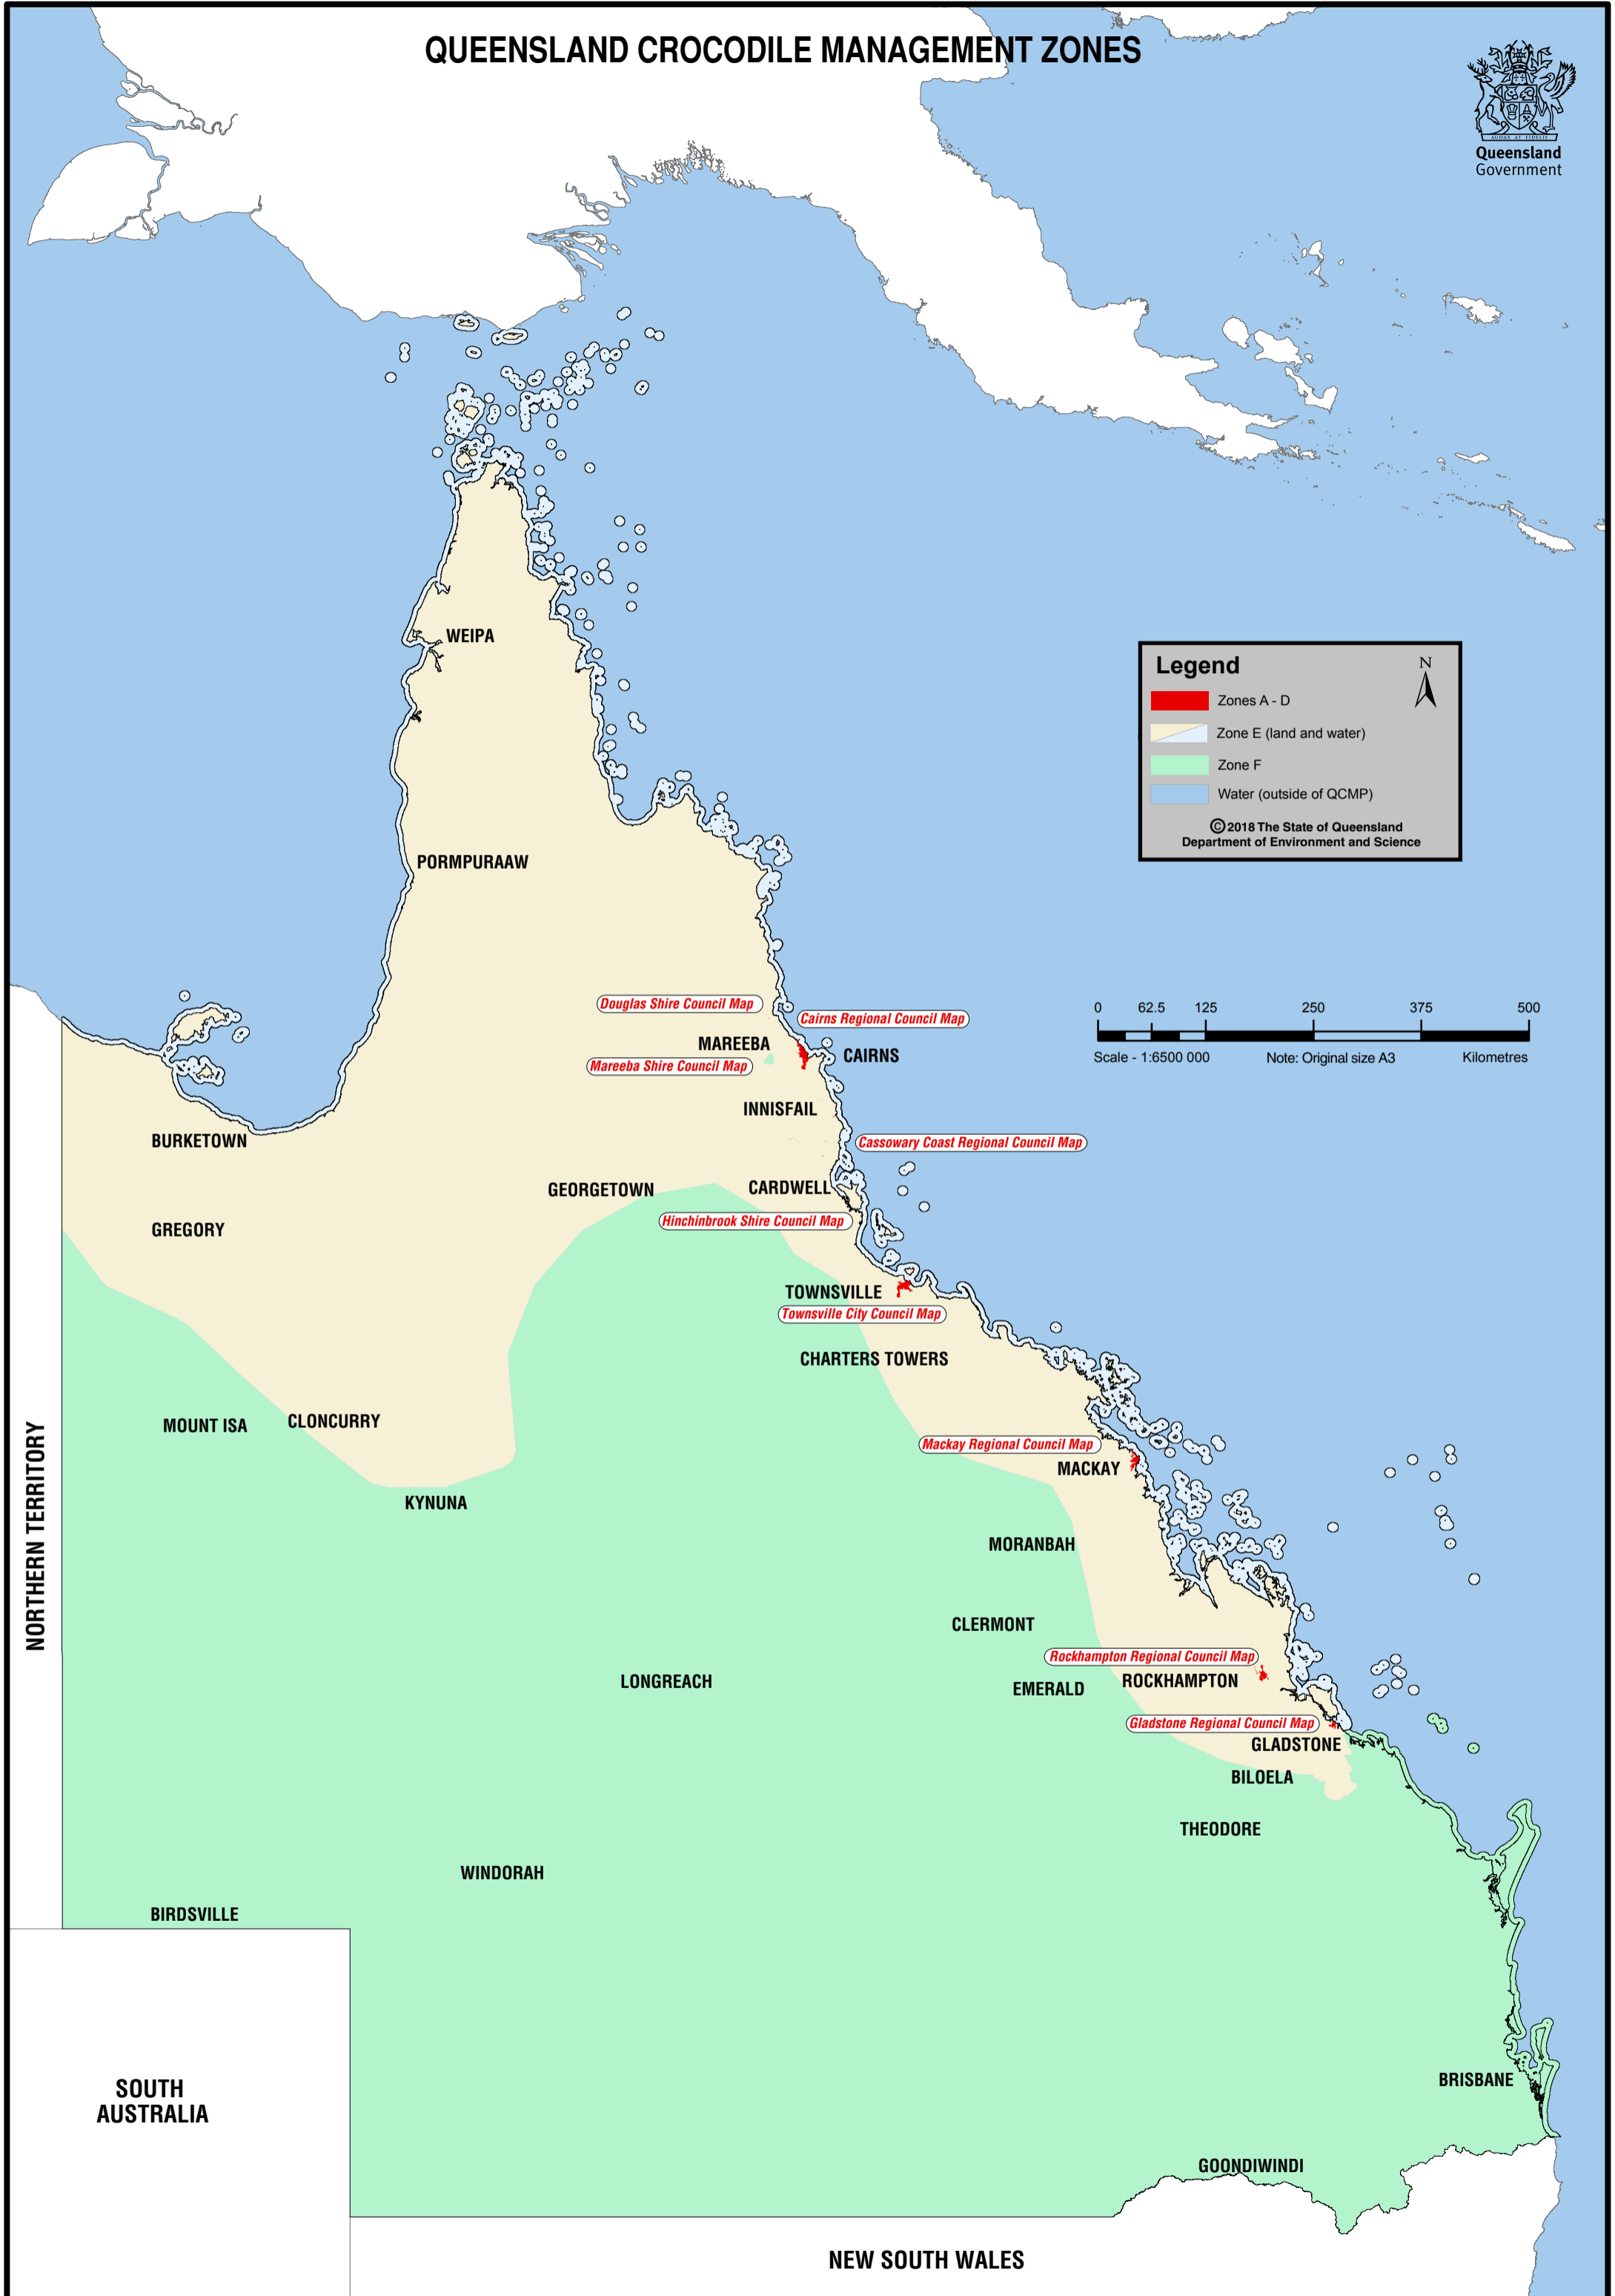 QUEENSLAND CROCODILE MANAGEMENT ZONES
AUDAX AT FIDELIS
Queensland
Government
WEIPA
Legend
N
Zones A - D
Zone E (land and water)
Zone F
Water (outside of QCMP)
© 2018 The State of Queensland
Department of Environment and Science
PORMPURAAW
Douglas Shire Council Map
Cairns Regional Council Map
0 62.5 125 250 375 500
Scale - 1:6500 000 Note: Original size A3 Kilometres
MAREEBA
CAIRNS
Mareeba Shire Council Map
INNISFAIL
BURKETOWN
Cassowary Coast Regional Council Map
GEORGETOWN
CARDWELL
Hinchinbrook Shire Council Map
GREGORY
TOWNSVILLE
Townsville City Council Map
CHARTERS TOWERS
MOUNT ISA
CLONCURRY
Mackay Regional Council Map
MACKAY
KYNUNA
NORTHERN TERRITORY
MORANBAH
CLERMONT
Rockhampton Regional Council Map
LONGREACH
EMERALD
ROCKHAMPTON
Gladstone Regional Council Map
GLADSTONE
BILOELA
THEODORE
WINDORAH
BIRDSVILLE
BRISBANE
SOUTH
AUSTRALIA
GOONDIWINDI
NEW SOUTH WALES